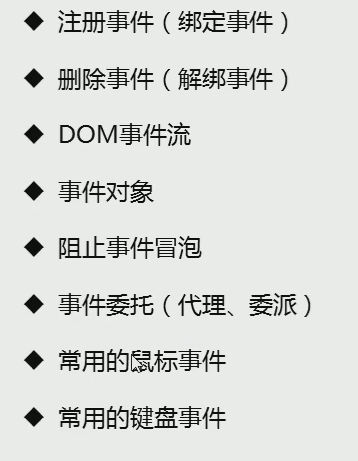 ◆ 注册事件（绑定事件）
◆ 删除事件（解绑事件）
◆ DOM事件流
◆ 事件对象
◆ 阻止事件冒泡
◆ 事件委托（代理、委派）
◆ 常用的鼠标事件
◆ 常用的键盘事件